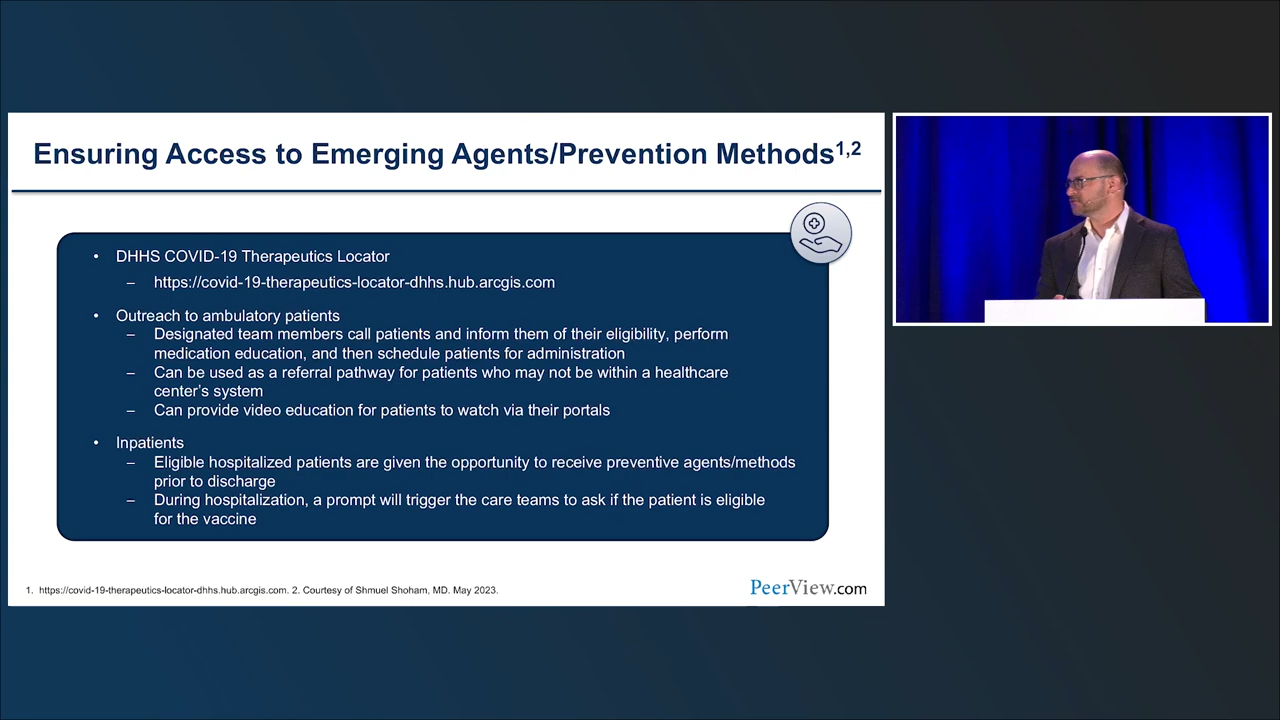 Ensuring Access to Emerging Agents/Prevention Methods1,2
• DHHS COVID-19 Therapeutics Locator
– https://covid-19-therapeutics-locator-dhhs.hub.arcgis.com
• Outreach to ambulatory patients
– Designated team members call patients and inform them of their eligibility, perform
medication education, and then schedule patients for administration
– Can be used as a referral pathway for patients who may not be within a healthcare
center's system
– Can provide video education for patients to watch via their portals
• Inpatients
– Eligible hospitalized patients are given the opportunity to receive preventive agents/methods
prior to discharge
– During hospitalization, a prompt will trigger the care teams to ask if the patient is eligible
for the vaccine
1. https://covid-19-therapeutics-locator-dhhs.hub.arcgis.com. 2. Courtesy of Shmuel Shoham, MD. May 2023.
PeerView.com